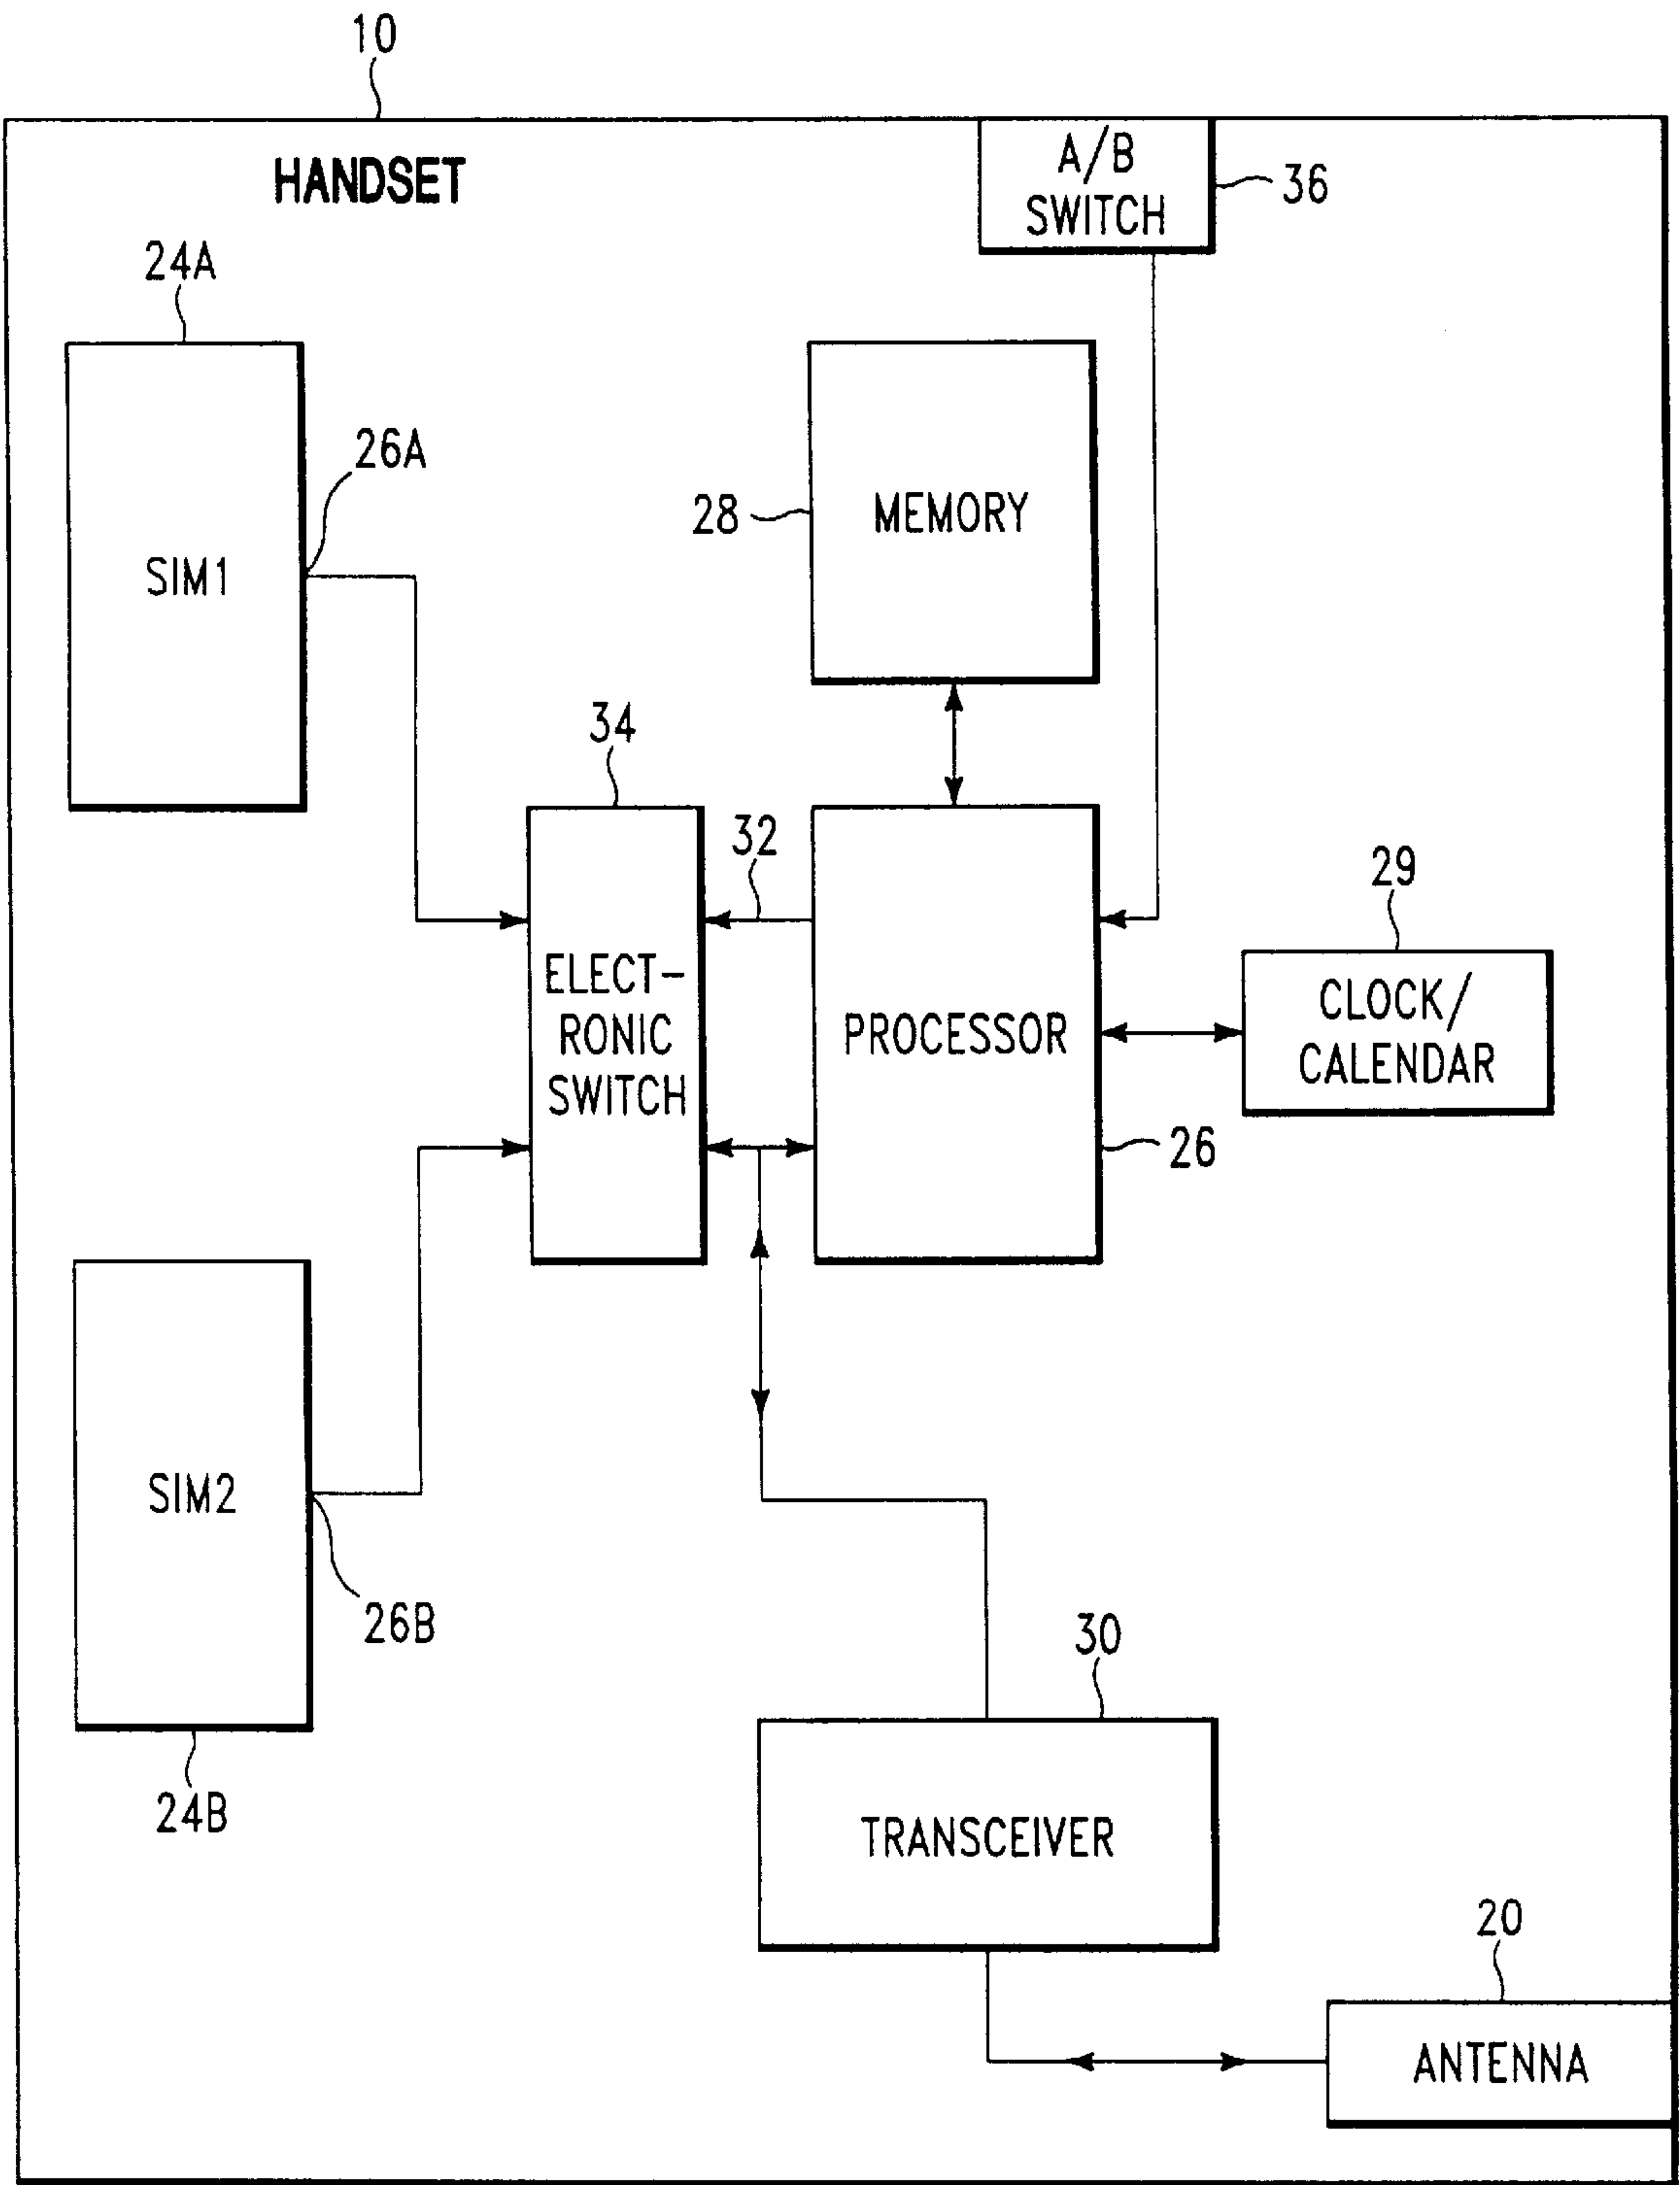 10
HANDSET
A/B
SWITCH
36
24A
26A
SIM1
28
MEMORY
34
32
29
ELECT-
RONIC
SWITCH
PROCESSOR
CLOCK/
CALENDAR
26
SIM2
26B
24B
30
TRANSCEIVER
20
ANTENNA